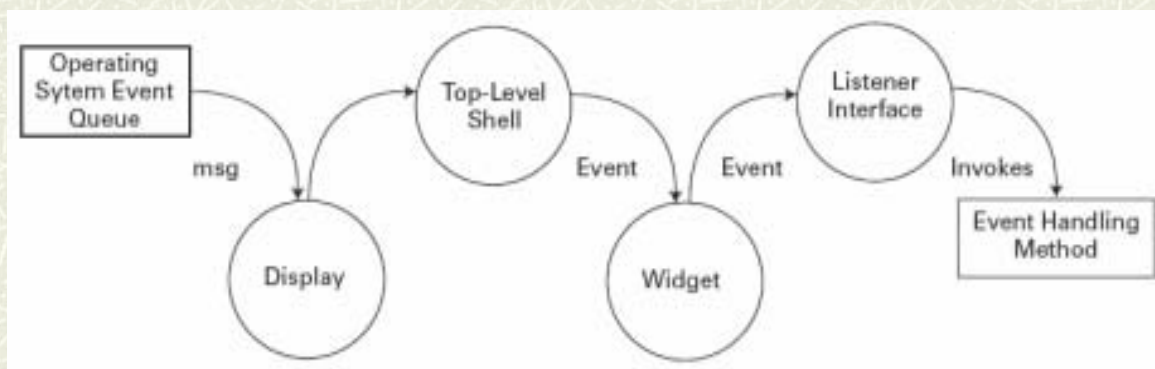 Operating
Sytem Event
Queue
msg
Display
Top-Level
Shell
Event
Widget
Event
Listener
Interface
Invokes
Event Handling
Method